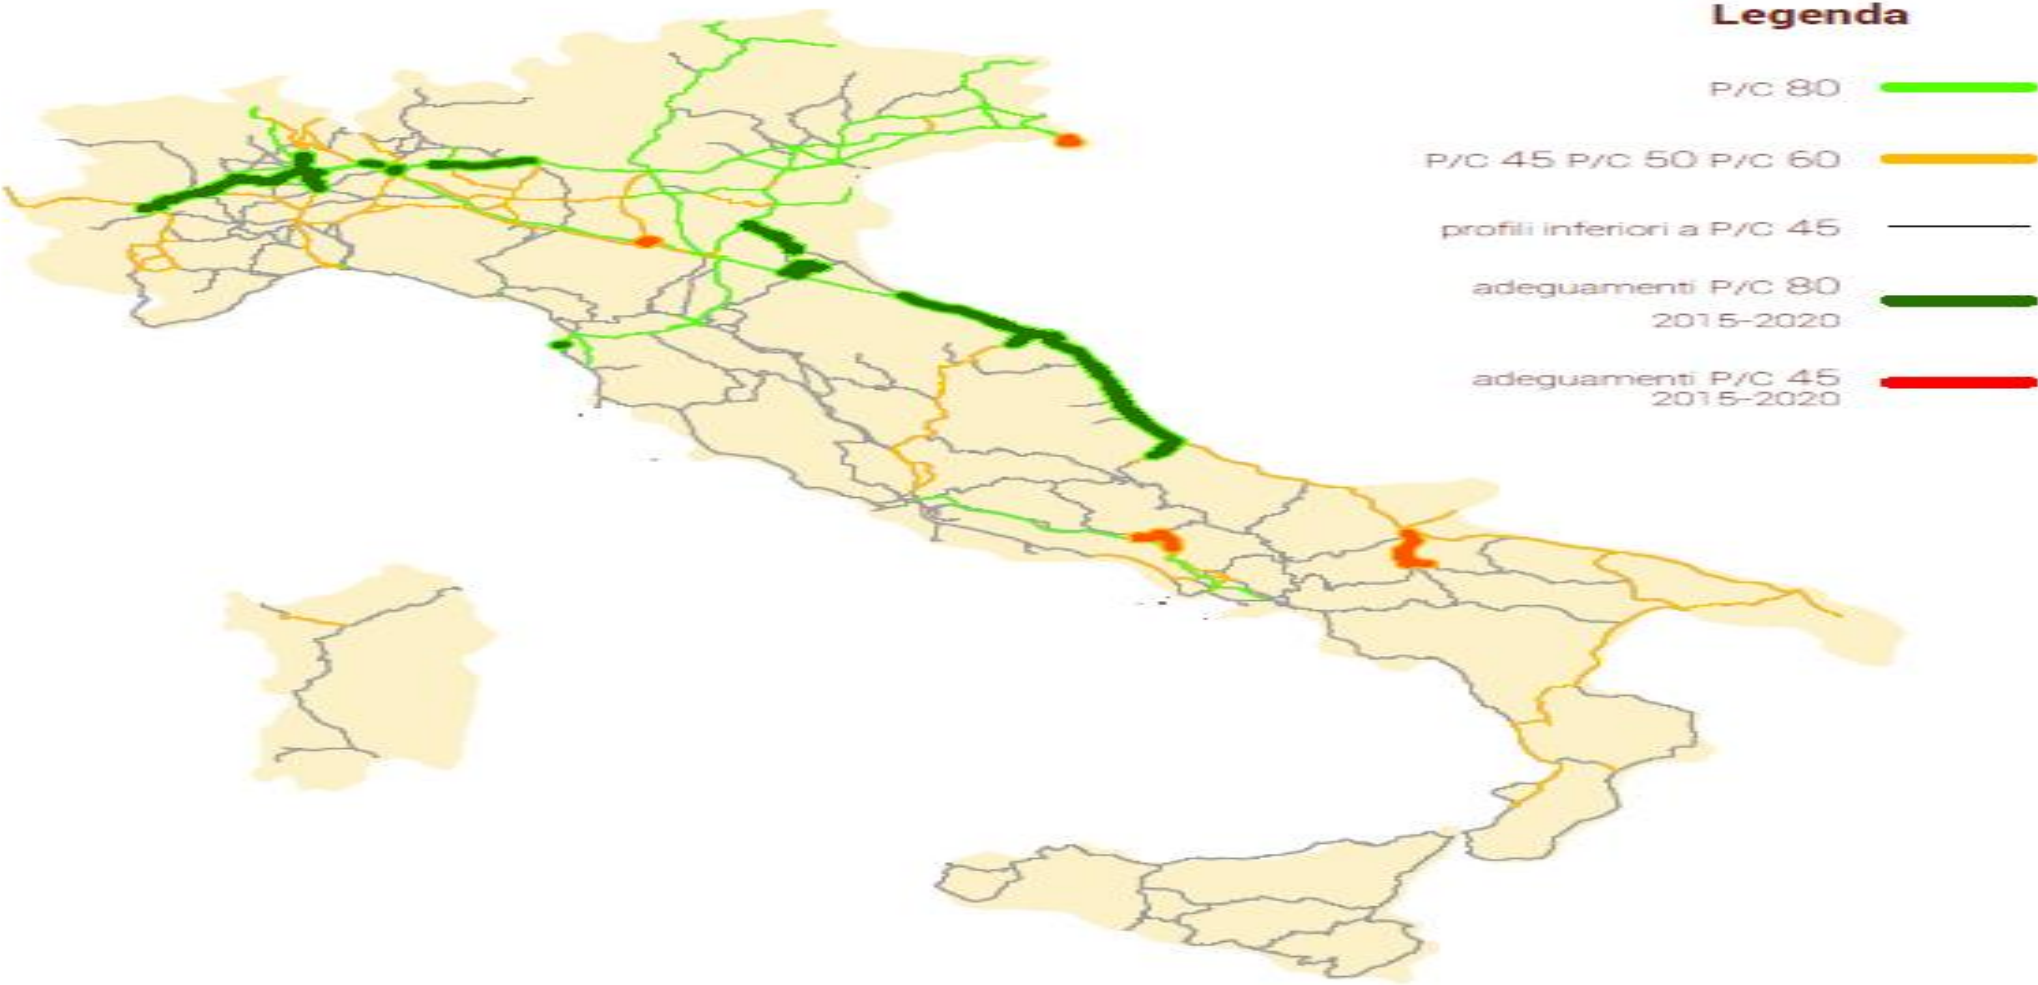 Legenda
P/C 80
P/C 45 P/C 50 P/C 60
profili inferiori a P/C 45
adeguamenti P/C 80
2015-2020
adeguamenti P/C 45
2015-2020